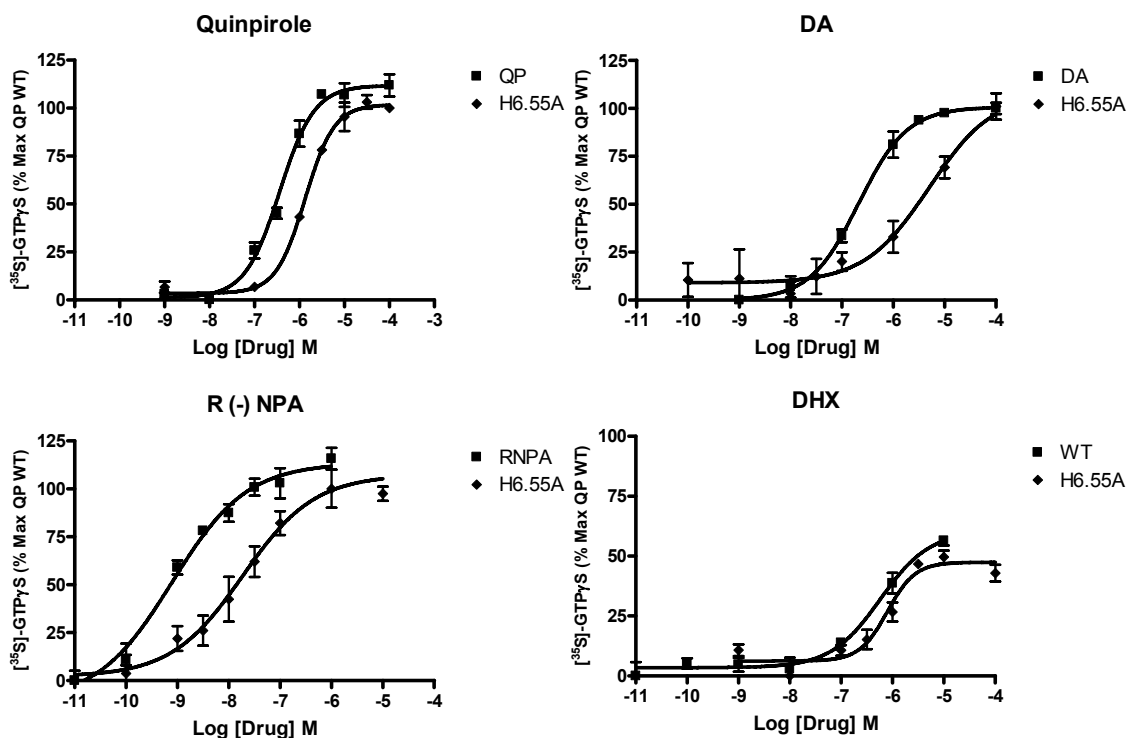 Quinpirole
[³⁵S]-GTPγS (% Max QP WT)
125
100
75
50
25
0
-11 -10 -9 -8 -7 -6 -5 -4 -3
Log [Drug] M
QP
H6.55A
DA
[³⁵S]-GTPγS (% Max QP WT)
125
100
75
50
25
0
-11 -10 -9 -8 -7 -6 -5 -4
Log [Drug] M
DA
H6.55A
R (-) NPA
[³⁵S]-GTPγS (% Max QP WT)
125
100
75
50
25
0
-11 -10 -9 -8 -7 -6 -5 -4
Log [Drug] M
RNPA
H6.55A
DHX
[³⁵S]-GTPγS (% Max QP WT)
100
75
50
25
0
-11 -10 -9 -8 -7 -6 -5 -4
Log [Drug] M
WT
H6.55A